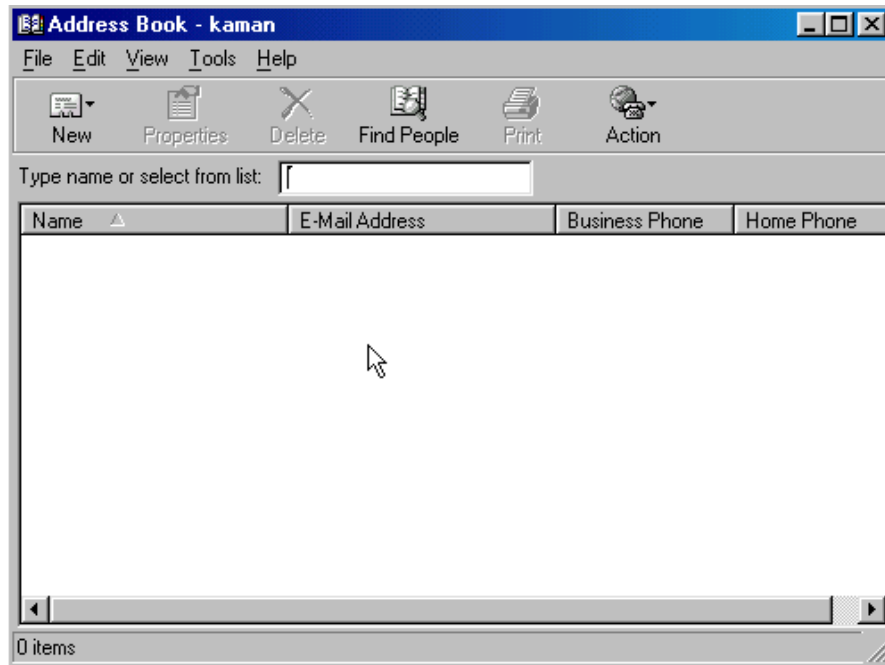 Address Book - kaman
File Edit View Tools Help
New Properties Delete Find People Print Action
Type name or select from list:
Name E-Mail Address Business Phone Home Phone
0 items